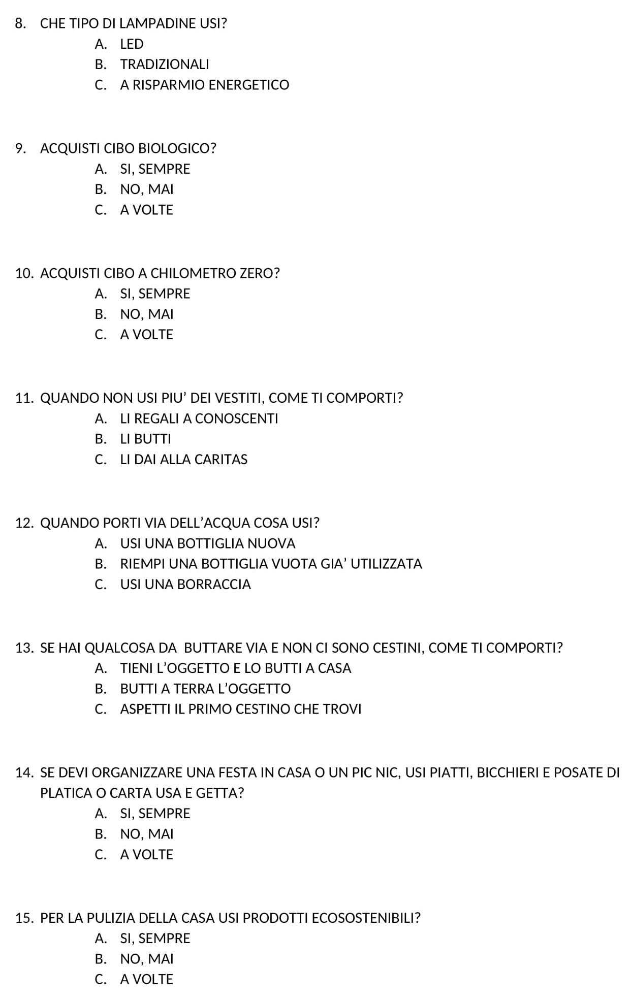 8. CHE TIPO DI LAMPADINE USI?
A. LED
B. TRADIZIONALI
C. A RISPARMIO ENERGETICO
9. ACQUISTI CIBO BIOLOGICO?
A. SI, SEMPRE
B. NO, MAI
C. A VOLTE
10. ACQUISTI CIBO A CHILOMETRO ZERO?
A. SI, SEMPRE
B. NO, MAI
C. A VOLTE
11. QUANDO NON USI PIU’ DEI VESTITI, COME TI COMPORTI?
A. LI REGALI A CONOSCENTI
B. LI BUTTI
C. LI DAI ALLA CARITAS
12. QUANDO PORTI VIA DELL’ACQUA COSA USI?
A. USI UNA BOTTIGLIA NUOVA
B. RIEMPI UNA BOTTIGLIA VUOTA GIA’ UTILIZZATA
C. USI UNA BORRACCIA
13. SE HAI QUALCOSA DA  BUTTARE VIA E NON CI SONO CESTINI, COME TI COMPORTI?
A. TIENI L’OGGETTO E LO BUTTI A CASA
B. BUTTI A TERRA L’OGGETTO
C. ASPETTI IL PRIMO CESTINO CHE TROVI
14. SE DEVI ORGANIZZARE UNA FESTA IN CASA O UN PIC NIC, USI PIATTI, BICCHIERI E POSATE DI
PLATICA O CARTA USA E GETTA?
A. SI, SEMPRE
B. NO, MAI
C. A VOLTE
15. PER LA PULIZIA DELLA CASA USI PRODOTTI ECOSOSTENIBILI?
A. SI, SEMPRE
B. NO, MAI
C. A VOLTE